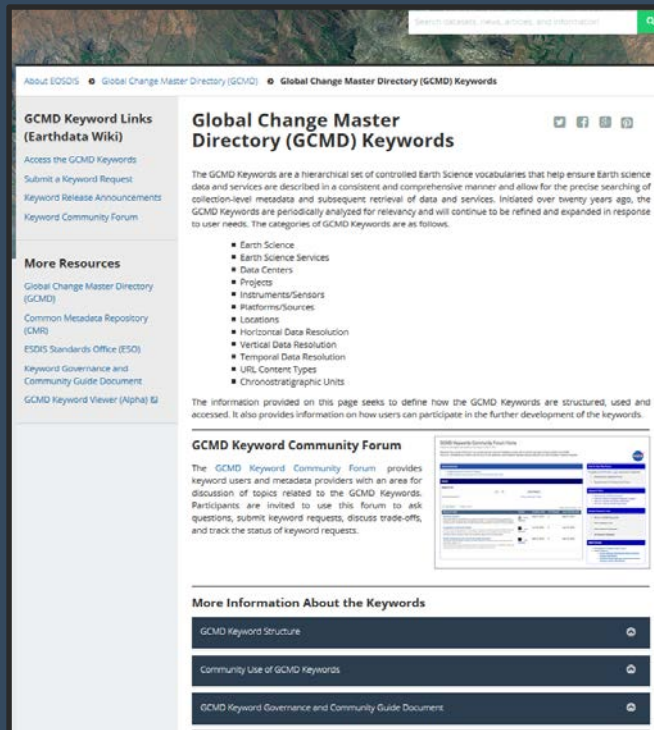 Search datasets, news, articles, and information!
About EOSDIS Global Change Master Directory (GCMD) Global Change Master Directory (GCMD) Keywords
GCMD Keyword Links
(Earthdata Wiki)
Access the GCMD Keywords
Submit a Keyword Request
Keyword Release Announcements
Keyword Community Forum
More Resources
Global Change Master Directory
(GCMD)
Common Metadata Repository
(CMR)
ESDIS Standards Office (ESO)
Keyword Governance and
Community Guide Document
GCMD Keyword Viewer (Alpha)
Global Change Master
Directory (GCMD) Keywords
The GCMD Keywords are a hierarchical set of controlled Earth Science vocabularies that help ensure Earth science
data and services are described in a consistent and comprehensive manner and allow for the precise searching of
collection-level metadata and subsequent retrieval of data and services. Initiated over twenty years ago, the
GCMD Keywords are periodically analyzed for relevancy and will continue to be refined and expanded in response
to user needs. The categories of GCMD Keywords are as follows.
Earth Science
Earth Science Services
Data Centers
Projects
Instruments/Sensors
Platforms/Sources
Locations
Horizontal Data Resolution
Vertical Data Resolution
Temporal Data Resolution
URL Content Types
Chronostratigraphic Units
The information provided on this page seeks to define how the GCMD Keywords are structured, used and
accessed. It also provides information on how users can participate in the further development of the keywords.
GCMD Keyword Community Forum
The GCMD Keyword Community Forum provides
keyword users and metadata providers with an area for
discussion of topics related to the GCMD Keywords.
Participants are invited to use this forum to ask
questions, submit keyword requests, discuss trade-offs,
and track the status of keyword requests.
More Information About the Keywords
GCMD Keyword Structure
Community Use of GCMD Keywords
GCMD Keyword Governance and Community Guide Document